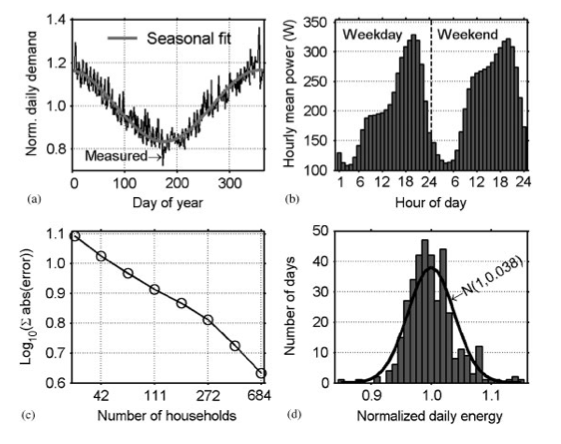 1.4
1.2
1.0
0.8
Norm. daily demand
Seasonal fit
Measured→
0 100 200 300
(a) Day of year
350
300
250
200
150
100
Hourly mean power (W)
Weekday Weekend
1 6 12 18 24 6 12 18 24
(b) Hour of day
1.1
1.0
0.9
0.8
0.7
0.6
Log10(Σ abs(error))
42 111 272 684
(c) Number of households
50
40
30
20
10
0
Number of days
N(1,0.038)
0.9 1.0 1.1
(d) Normalized daily energy